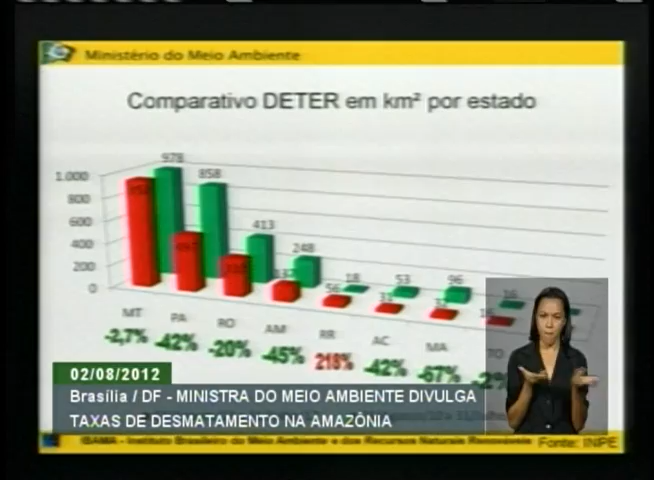 Ministério do Meio Ambiente
Comparativo DETER em km² por estado
978
858
413
248
18
53
96
16
1.000
800
600
400
200
0
56
MT PA RO AM RR AC MA TO
-2,7% -42% -20% -45% 218% -42% -67%
02/08/2012
Brasília / DF - MINISTRA DO MEIO AMBIENTE DIVULGA
TAXAS DE DESMATAMENTO NA AMAZÔNIA
IBAMA - Instituto Brasileiro do Meio Ambiente e dos Recursos Naturais Renováveis
Fonte: INPE